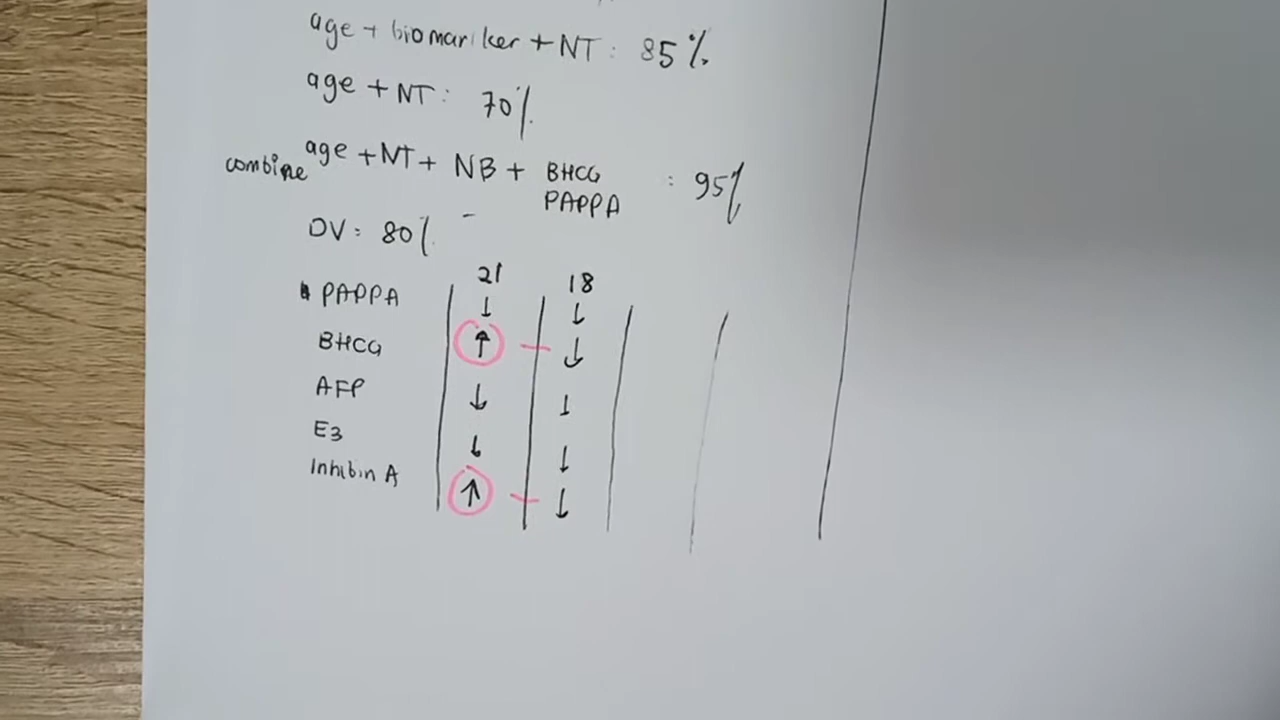 age + biomariker + NT : 85%
age + NT : 70%
combine age + NT + NB + BHCG PAPPA : 95%
DV : 80%
21 18
PAPPA ↓ ↓
BHCG ↑ ↓
AFP ↓ ↓
E3 ↓ ↓
Inhibin A ↑ ↓